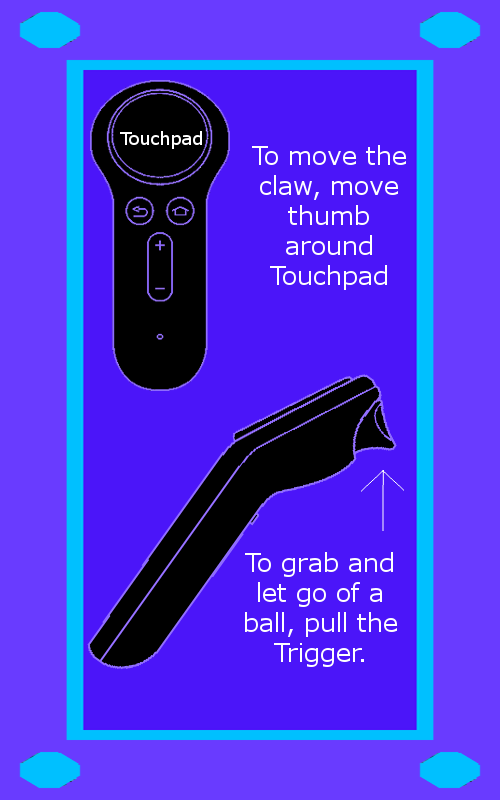 Touchpad
To move the
claw, move
thumb
around
Touchpad
+
−
To grab and
let go of a
ball, pull the
Trigger.